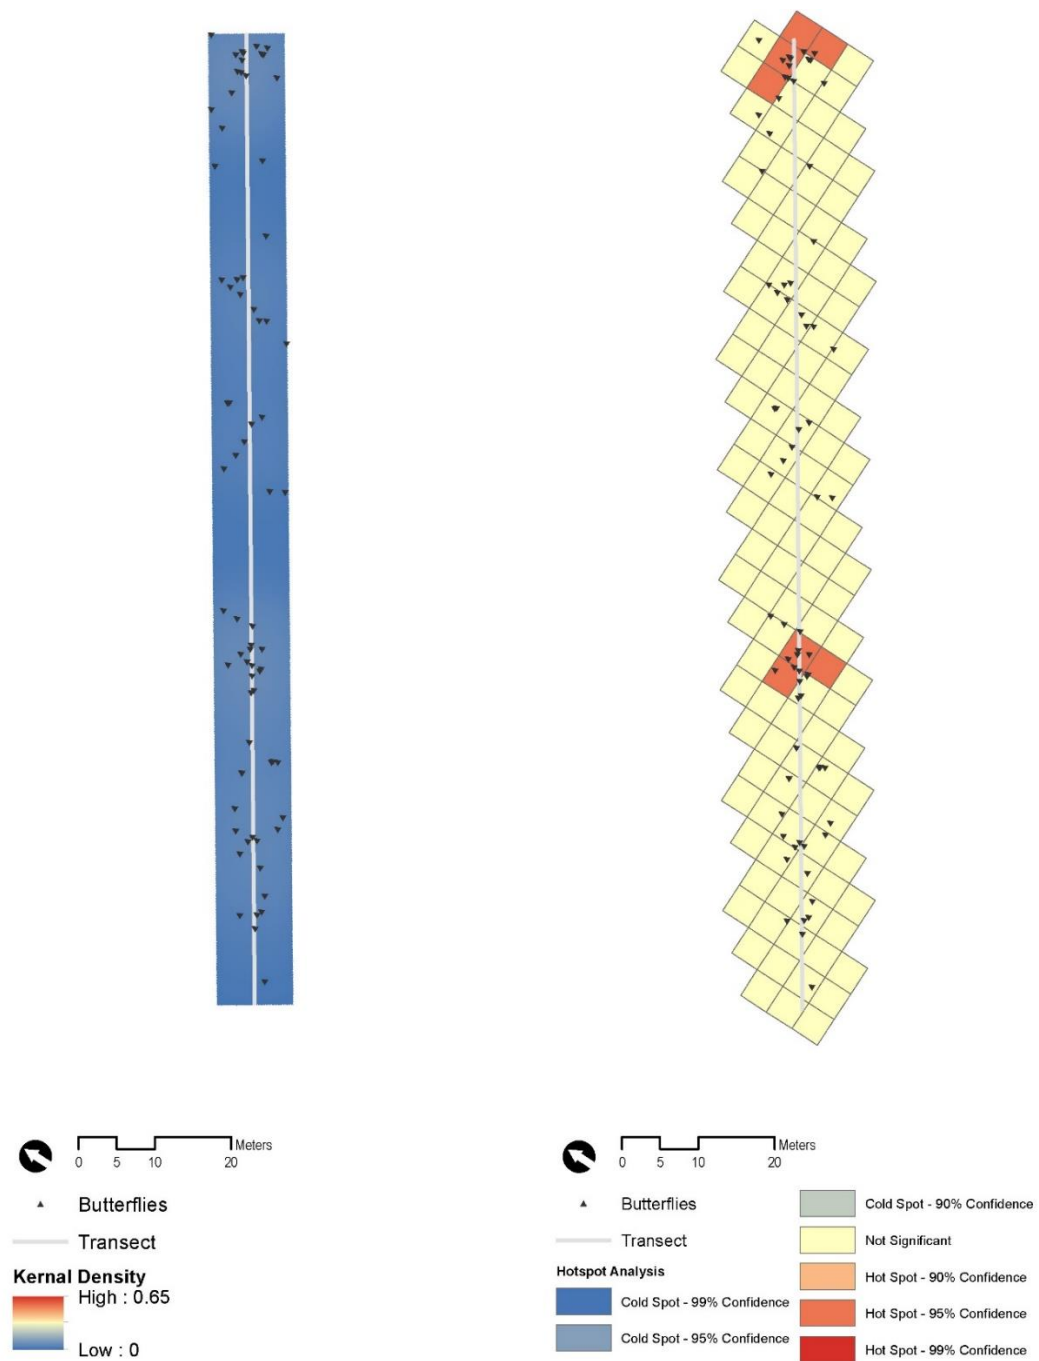 Meters
0 5 10 20
Butterflies
Transect
Kernal Density
High : 0.65
Low : 0
Meters
0 5 10 20
Butterflies
Transect
Hotspot Analysis
Cold Spot - 99% Confidence
Cold Spot - 95% Confidence
Cold Spot - 90% Confidence
Not Significant
Hot Spot - 90% Confidence
Hot Spot - 95% Confidence
Hot Spot - 99% Confidence